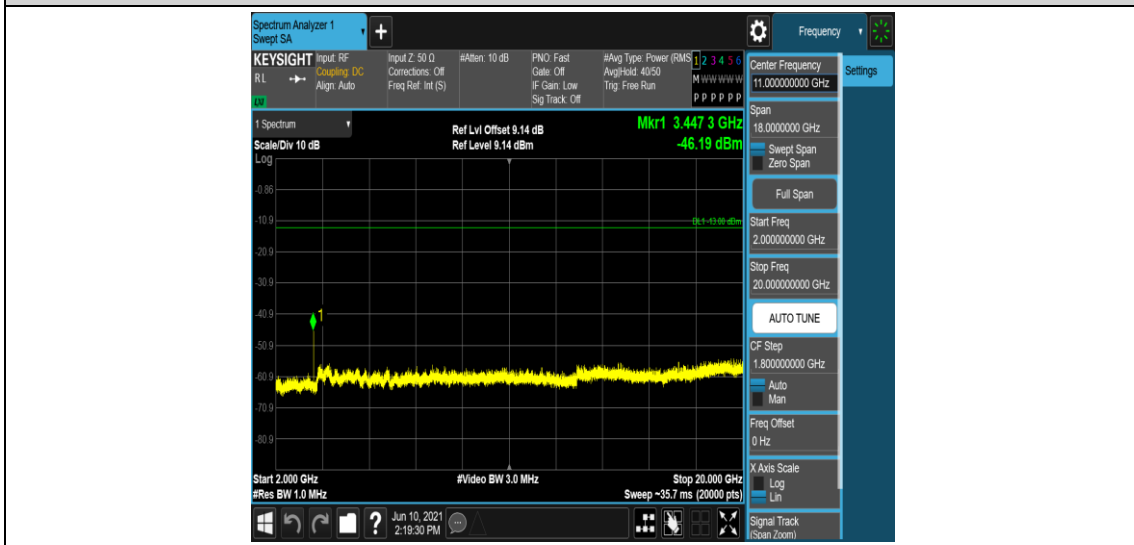 Spectrum Analyzer 1
Swept SA
+
Frequency
KEYSIGHT
RL
Input: RF
Coupling: DC
Align: Auto
Input Z: 50 Ω
Corrections: Off
Freq Ref: Int (S)
#Atten: 10 dB
PNO: Fast
Gate: Off
IF Gain: Low
Sig Track: Off
#Avg Type: Power (RMS
Avg|Hold: 40/50
Trig: Free Run
1 2 3 4 5 6
M W W W W W
P P P P P P
1 Spectrum
Scale/Div 10 dB
Ref Lvl Offset 9.14 dB
Ref Level 9.14 dBm
Mkr1 3.447 3 GHz
-46.19 dBm
Log
-0.86
-10.9
DL1 -13.00 dBm
-20.9
-30.9
-40.9
1
-50.9
-60.9
-70.9
-80.9
Start 2.000 GHz
#Video BW 3.0 MHz
Stop 20.000 GHz
#Res BW 1.0 MHz
Sweep ~35.7 ms (20000 pts)
Center Frequency
11.000000000 GHz
Settings
Span
18.0000000 GHz
Swept Span
Zero Span
Full Span
Start Freq
2.000000000 GHz
Stop Freq
20.000000000 GHz
AUTO TUNE
CF Step
1.800000000 GHz
Auto
Man
Freq Offset
0 Hz
X Axis Scale
Log
Lin
Signal Track
(Span Zoom)
?
Jun 10, 2021
2:19:30 PM